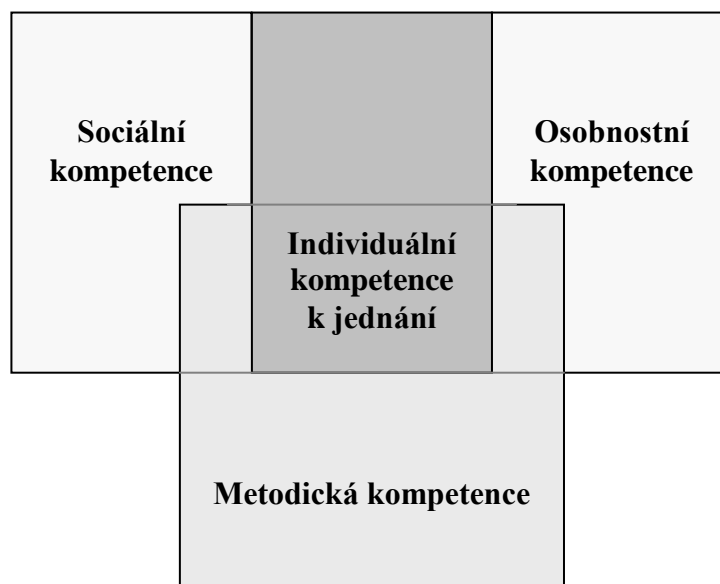 Sociální
kompetence
Osobnostní
kompetence
Individuální
kompetence
k jednání
Metodická kompetence